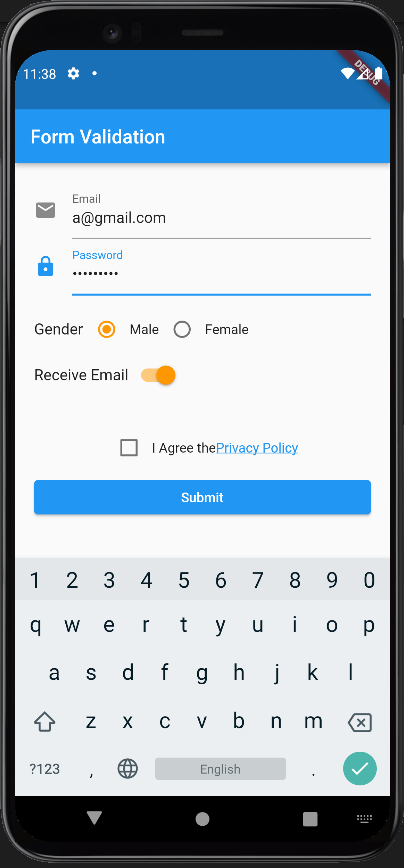 11:38
DEBUG
Form Validation
Email
a@gmail.com
Password
•••••••••
Gender Male Female
Receive Email
I Agree thePrivacy Policy
Submit
1 2 3 4 5 6 7 8 9 0
q w e r t y u i o p
a s d f g h j k l
z x c v b n m
?123 , English .